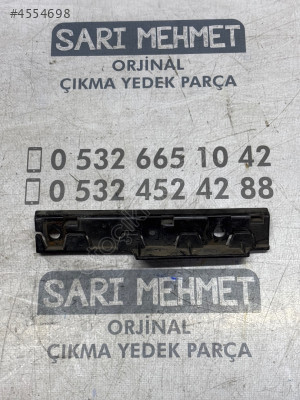 #4554698
SARI MEHMET
ORJİNAL
ÇIKMA YEDEK PARÇA
0 532 665 10 42
0 532 452 42 88
SARI MEHMET
ORJİNAL
ÇIKMA YEDEK PARÇA